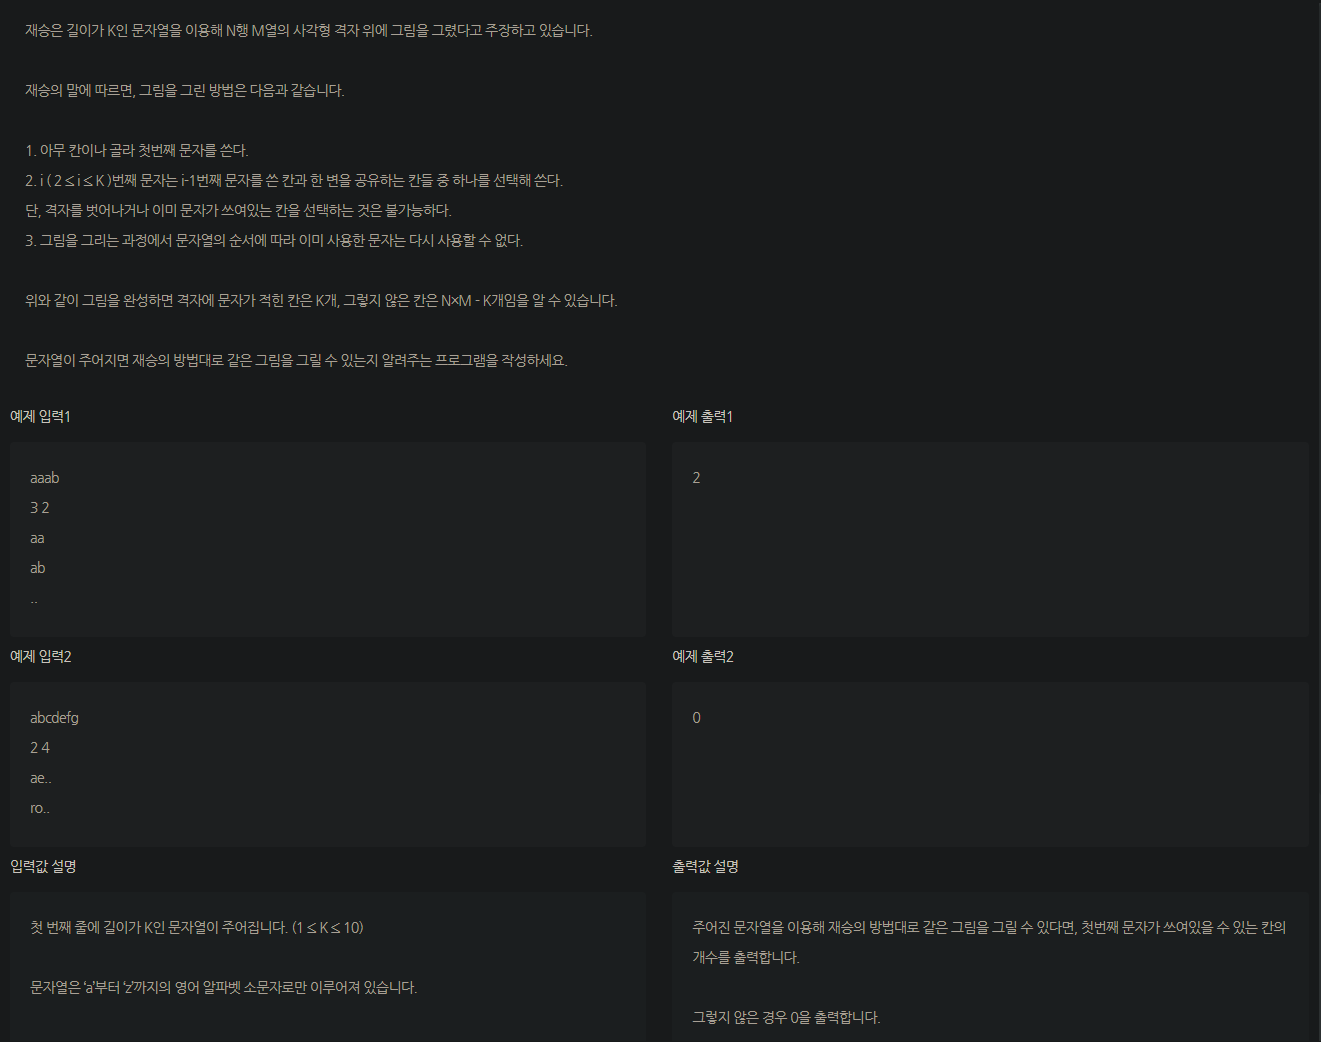 재승은 길이가 K인 문자열을 이용해 N행 M열의 사각형 격자 위에 그림을 그렸다고 주장하고 있습니다.
재승의 말에 따르면, 그림을 그린 방법은 다음과 같습니다.
1. 아무 칸이나 골라 첫번째 문자를 쓴다.
2. i ( 2 ≤ i ≤ K )번째 문자는 i-1번째 문자를 쓴 칸과 한 변을 공유하는 칸들 중 하나를 선택해 쓴다.
단, 격자를 벗어나거나 이미 문자가 쓰여있는 칸을 선택하는 것은 불가능하다.
3. 그림을 그리는 과정에서 문자열의 순서에 따라 이미 사용한 문자는 다시 사용할 수 없다.
위와 같이 그림을 완성하면 격자에 문자가 적힌 칸은 K개, 그렇지 않은 칸은 N×M - K개임을 알 수 있습니다.
문자열이 주어지면 재승의 방법대로 같은 그림을 그릴 수 있는지 알려주는 프로그램을 작성하세요.
예제 입력1
aaab
3 2
aa
ab
..
예제 출력1
2
예제 입력2
abcdefg
2 4
ae..
ro..
예제 출력2
0
입력값 설명
첫 번째 줄에 길이가 K인 문자열이 주어집니다. (1 ≤ K ≤ 10)
문자열은 ‘a’부터 ‘z’까지의 영어 알파벳 소문자로만 이루어져 있습니다.
출력값 설명
주어진 문자열을 이용해 재승의 방법대로 같은 그림을 그릴 수 있다면, 첫번째 문자가 쓰여있을 수 있는 칸의
개수를 출력합니다.
그렇지 않은 경우 0을 출력합니다.